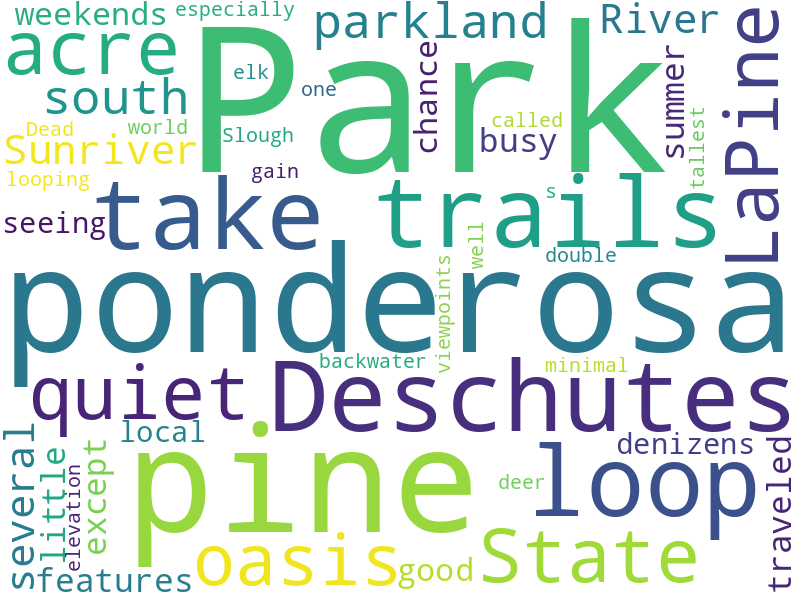 weekends
especially
parkland
River
LaPine
acre
Park
elk
one
south
chance
summer
Dead
world
Slough
called
busy
tallest
Sunriver
looping
gain
take
trails
s
seeing
well
double
ponderosa
viewpoints
backwater
minimal
quiet
Deschutes
local
denizens
several
little
elevation
except
pine
deer
loop
traveled
oasis
good
State
features